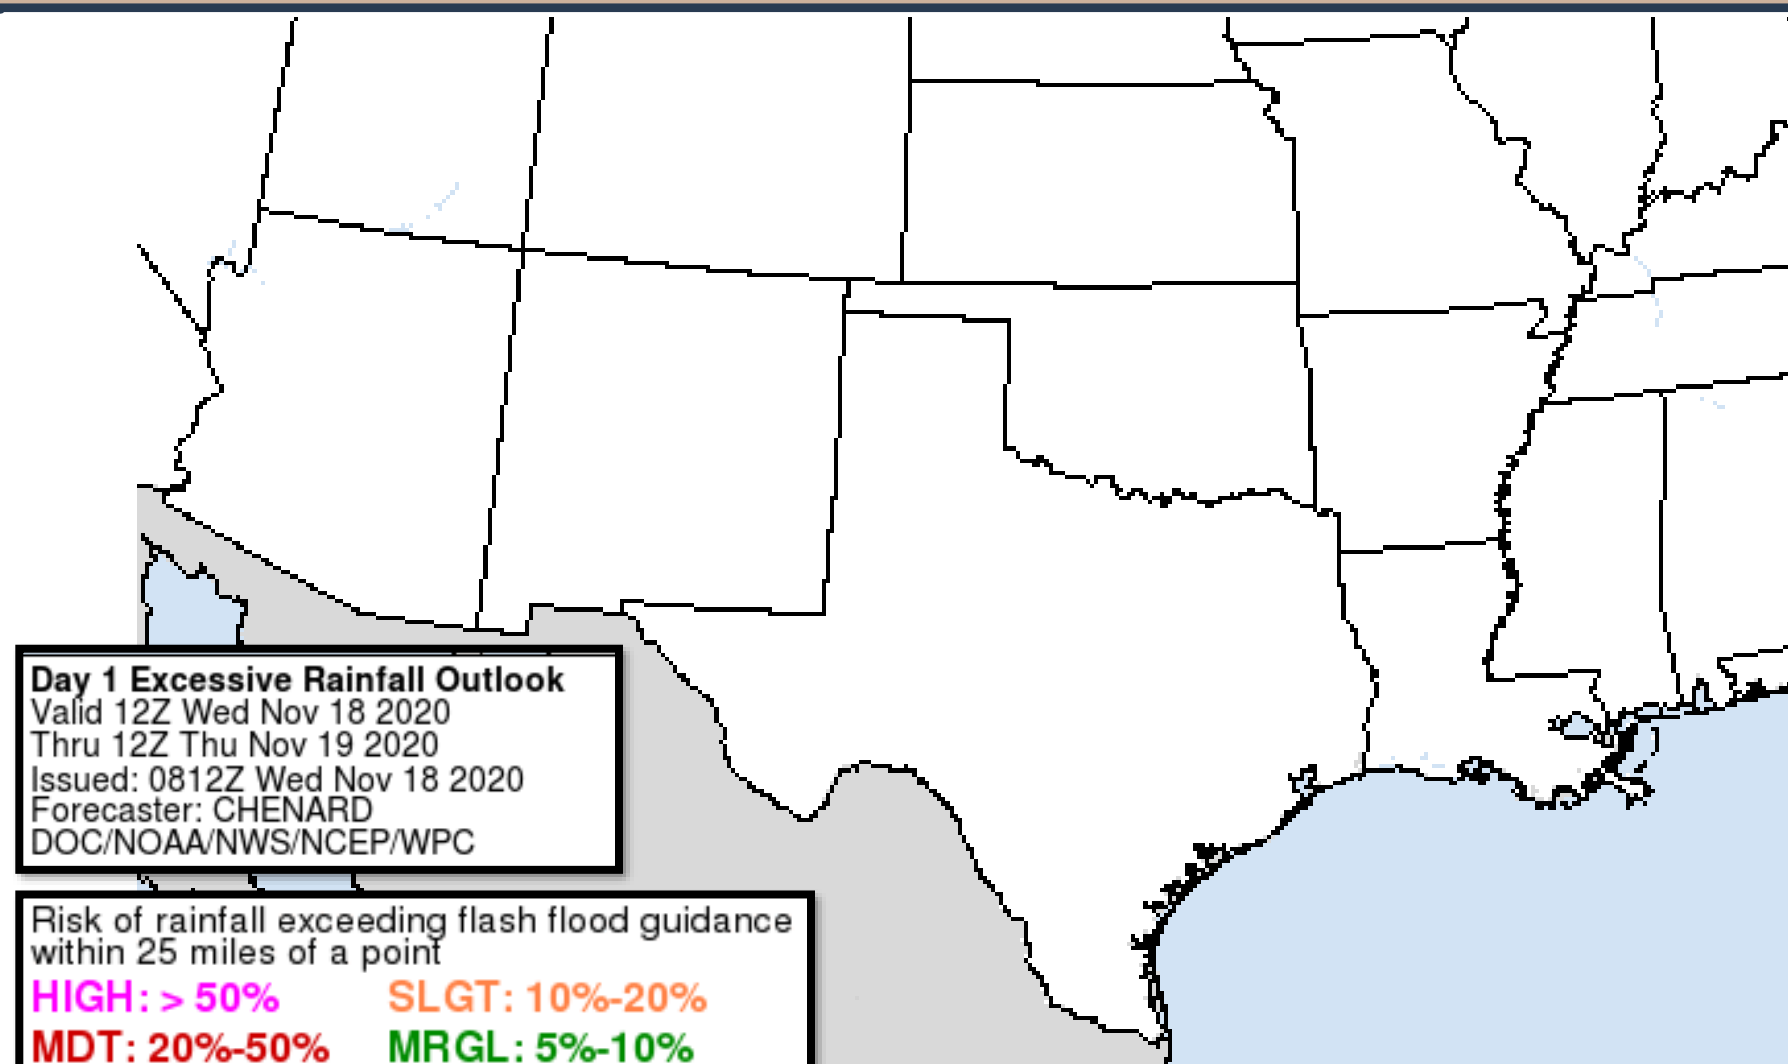 Day 1 Excessive Rainfall Outlook
Valid 12Z Wed Nov 18 2020
Thru 12Z Thu Nov 19 2020
Issued: 0812Z Wed Nov 18 2020
Forecaster: CHENARD
DOC/NOAA/NWS/NCEP/WPC
Risk of rainfall exceeding flash flood guidance
within 25 miles of a point
HIGH: > 50% SLGT: 10%-20%
MDT: 20%-50% MRGL: 5%-10%